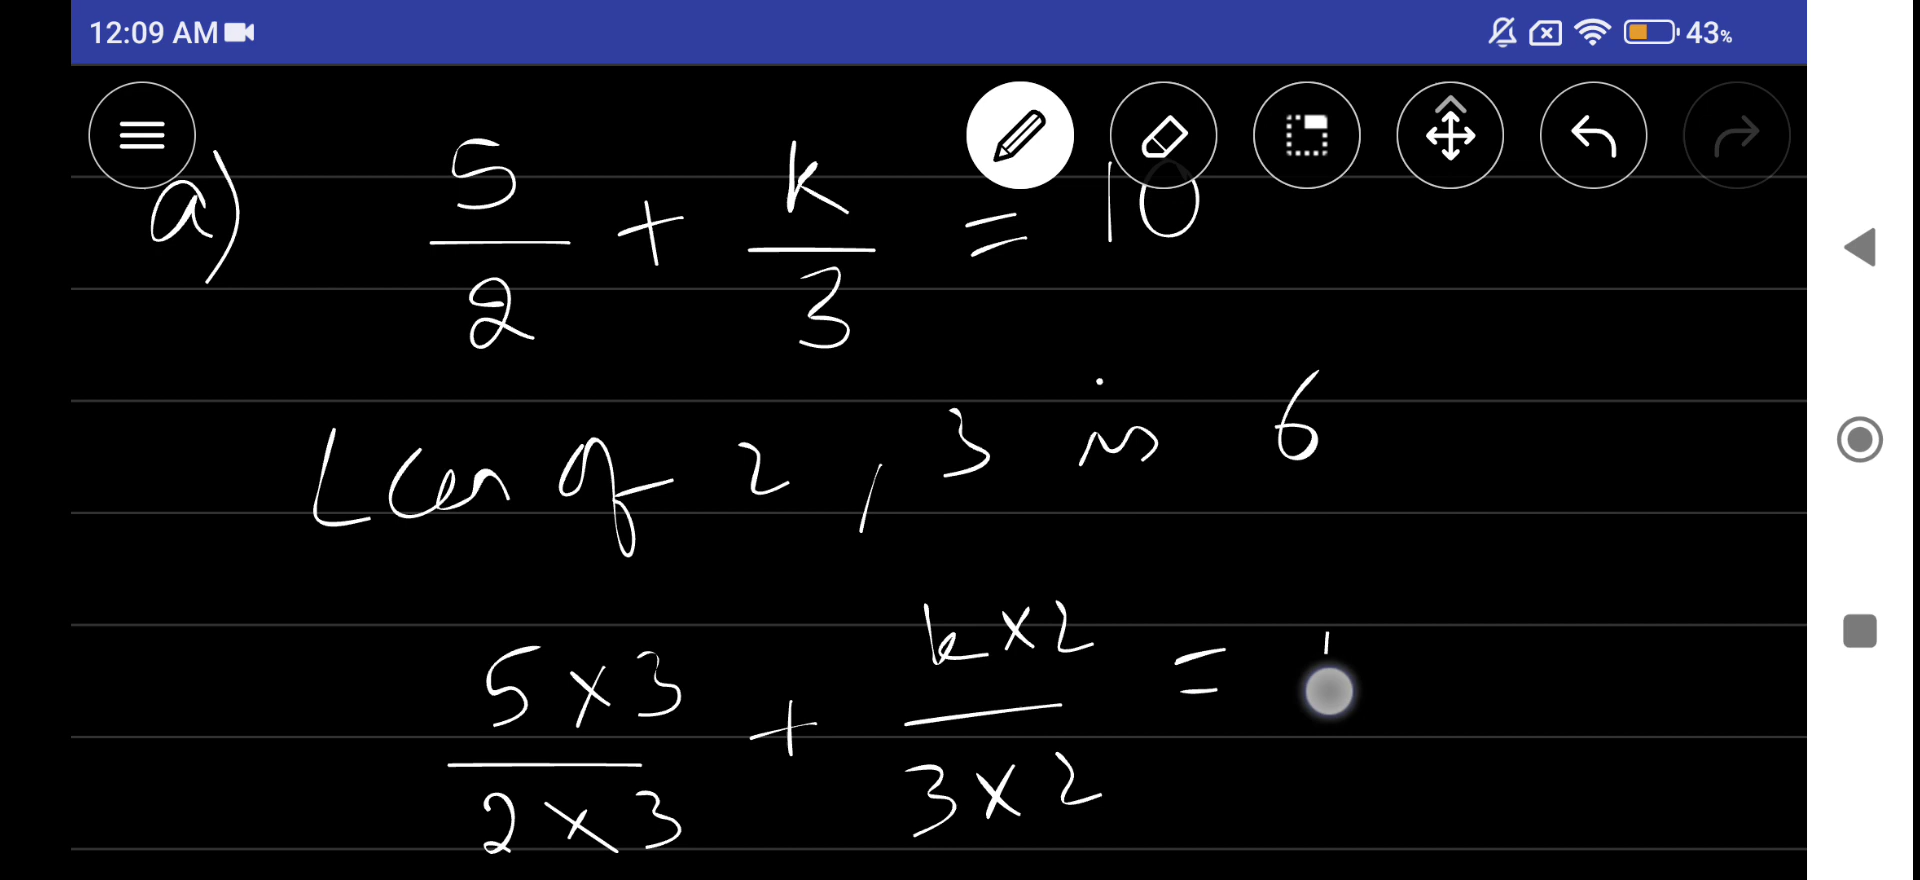 12:09 AM 43%
a) 5/2 + k/3 = 10
Lcm of 2, 3 is 6
5×3/2×3 + k×2/3×2 = 1